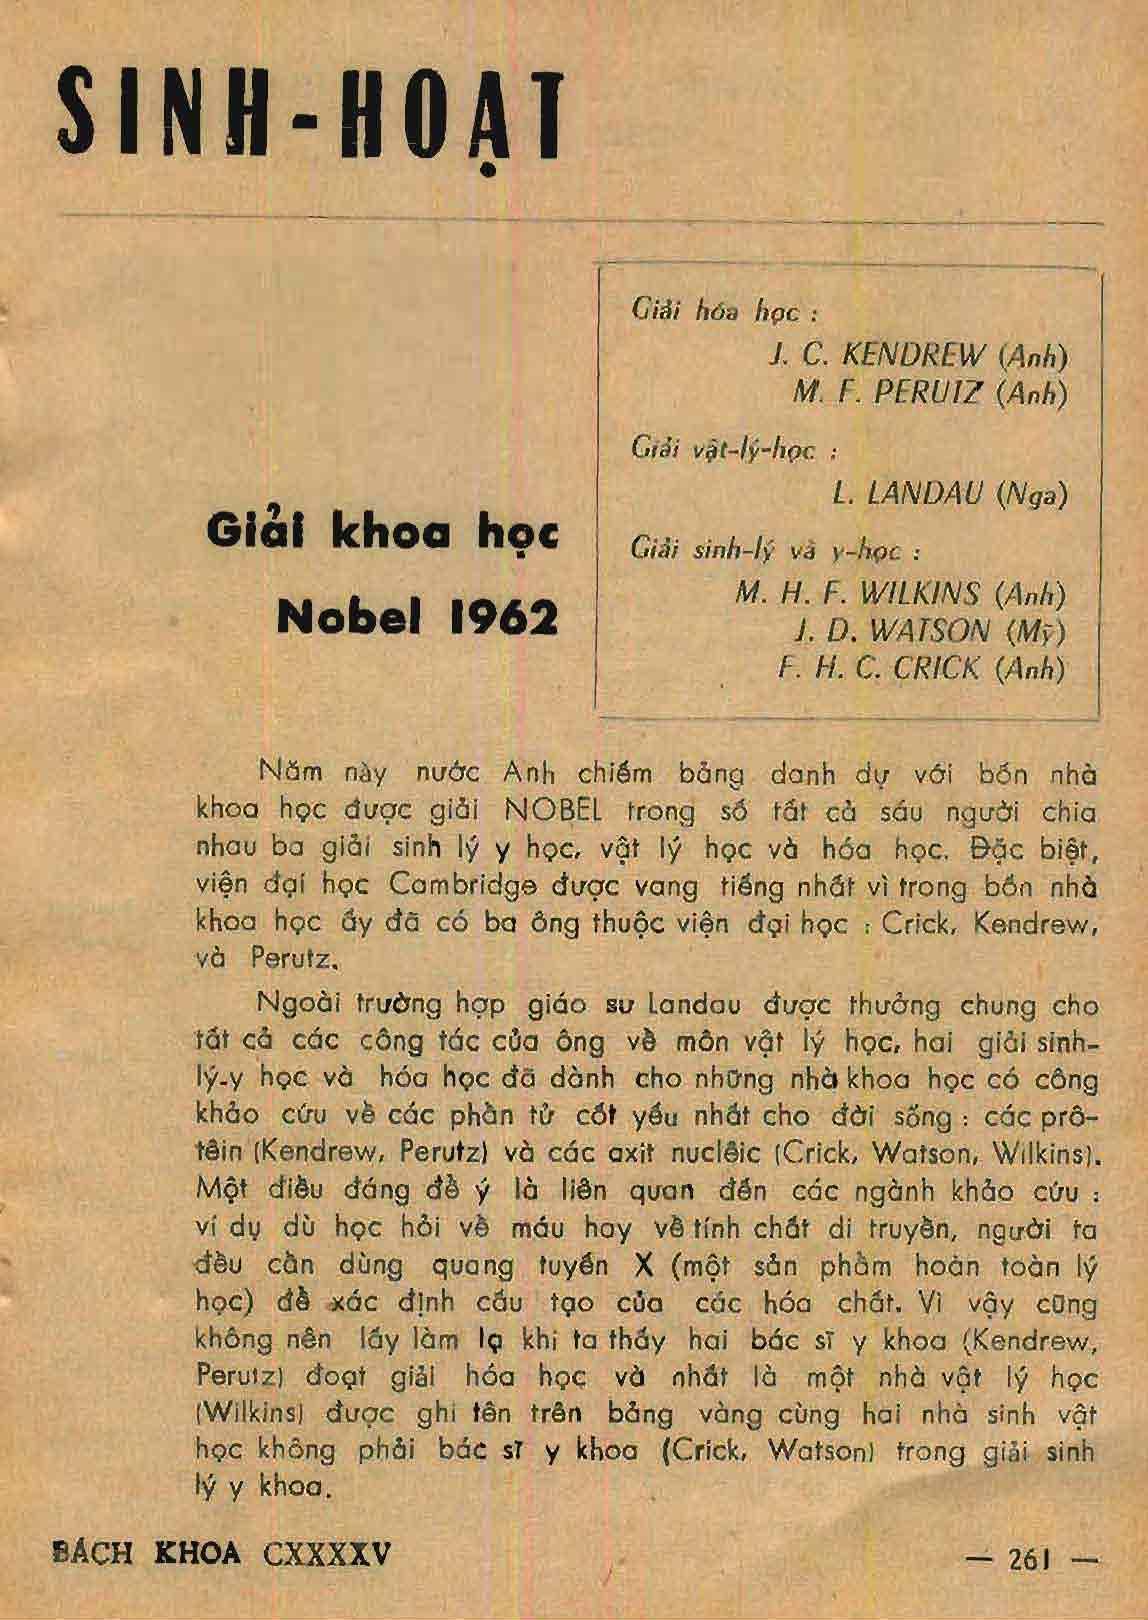 SINH-HOẠT
Giải khoa học
Nobel 1962
Giải hóa học :
J. C. KENDREW (Anh)
M. F. PERUTZ (Anh)
Giải vật-lý-học :
L. LANDAU (Nga)
Giải sinh-lý và y-học :
M. H. F. WILKINS (Anh)
J. D. WATSON (Mỹ)
F. H. C. CRICK (Anh)
Năm này nước Anh chiếm bảng danh dự với bốn nhà
khoa học được giải NOBEL trong số tất cả sáu người chia
nhau ba giải sinh lý y học, vật lý học và hóa học. Đặc biệt,
viện đại học Cambridge được vang tiếng nhất vì trong bốn nhà
khoa học ấy đã có ba ông thuộc viện đại học : Crick, Kendrew,
và Perutz.
Ngoài trường hợp giáo sư Landau được thưởng chung cho
tất cả các công tác của ông về môn vật lý học, hai giải sinh-
lý-y học và hóa học đã dành cho những nhà khoa học có công
khảo cứu về các phần tử cốt yếu nhất cho đời sống : các prô-
têin (Kendrew, Perutz) và các axit nuclêic (Crick, Watson, Wilkins).
Một điều đáng để ý là liên quan đến các ngành khảo cứu :
ví dụ dù học hỏi về máu hay về tính chất di truyền, người ta
đều cần dùng quang tuyến X (một sản phẩm hoàn toàn lý
học) để xác định cấu tạo của các hóa chất. Vì vậy cũng
không nên lấy làm lạ khi ta thấy hai bác sĩ y khoa (Kendrew,
Perutz) đoạt giải hóa học và nhất là một nhà vật lý học
(Wilkins) được ghi tên trên bảng vàng cùng hai nhà sinh vật
học không phải bác sĩ y khoa (Crick, Watson) trong giải sinh
lý y khoa.
BÁCH KHOA CXXXXV
— 261 —